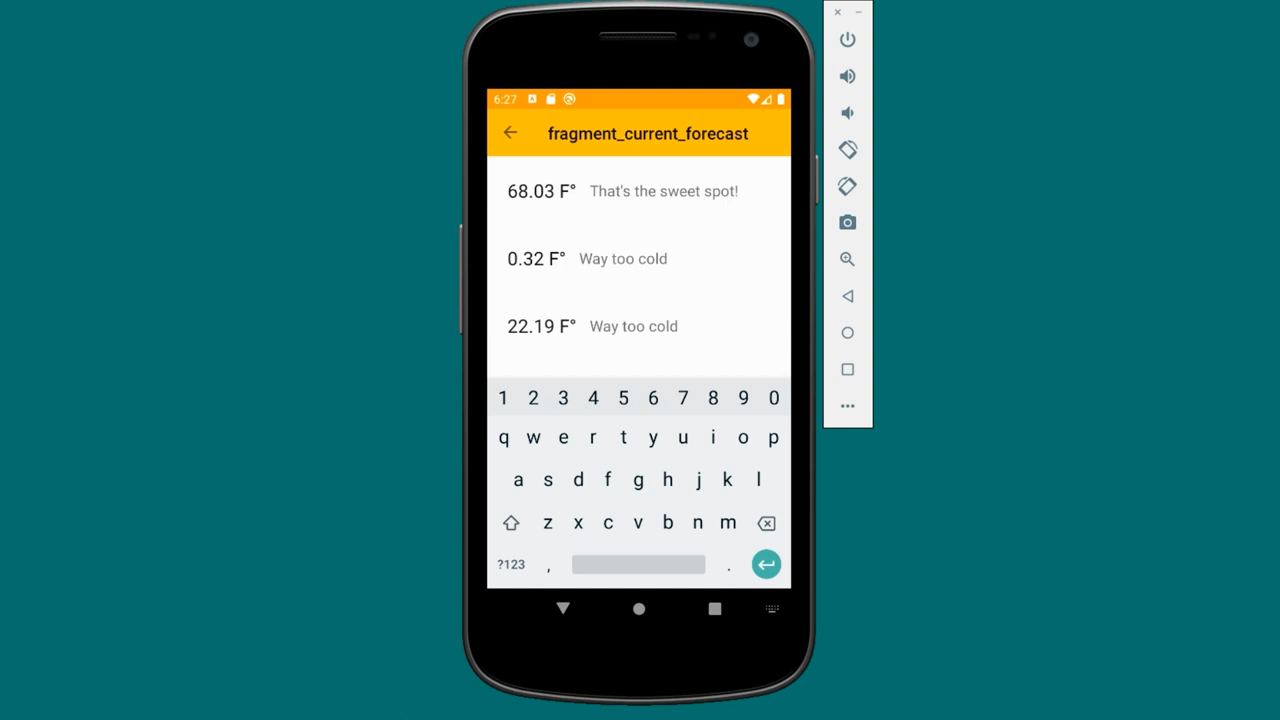 6:27
fragment_current_forecast
68.03 F° That's the sweet spot!
0.32 F° Way too cold
22.19 F° Way too cold
1 2 3 4 5 6 7 8 9 0
q w e r t y u i o p
a s d f g h j k l
z x c v b n m
?123 , .